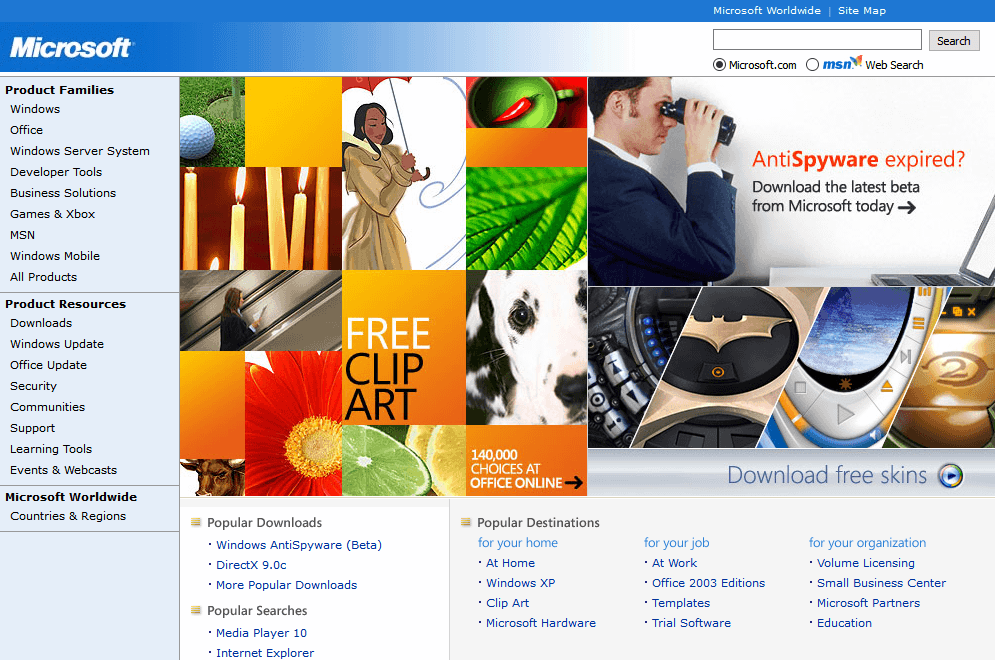 Microsoft Worldwide | Site Map
Microsoft
Search
Microsoft.com
msn Web Search
Product Families
Windows
Office
Windows Server System
Developer Tools
Business Solutions
Games & Xbox
MSN
Windows Mobile
All Products
Product Resources
Downloads
Windows Update
Office Update
Security
Communities
Support
Learning Tools
Events & Webcasts
Microsoft Worldwide
Countries & Regions
FREE
CLIP
ART
140,000
CHOICES AT
OFFICE ONLINE
AntiSpyware expired?
Download the latest beta
from Microsoft today
2
Download free skins
Popular Downloads
Windows AntiSpyware (Beta)
DirectX 9.0c
More Popular Downloads
Popular Searches
Media Player 10
Internet Explorer
Popular Destinations
for your home
At Home
Windows XP
Clip Art
Microsoft Hardware
for your job
At Work
Office 2003 Editions
Templates
Trial Software
for your organization
Volume Licensing
Small Business Center
Microsoft Partners
Education